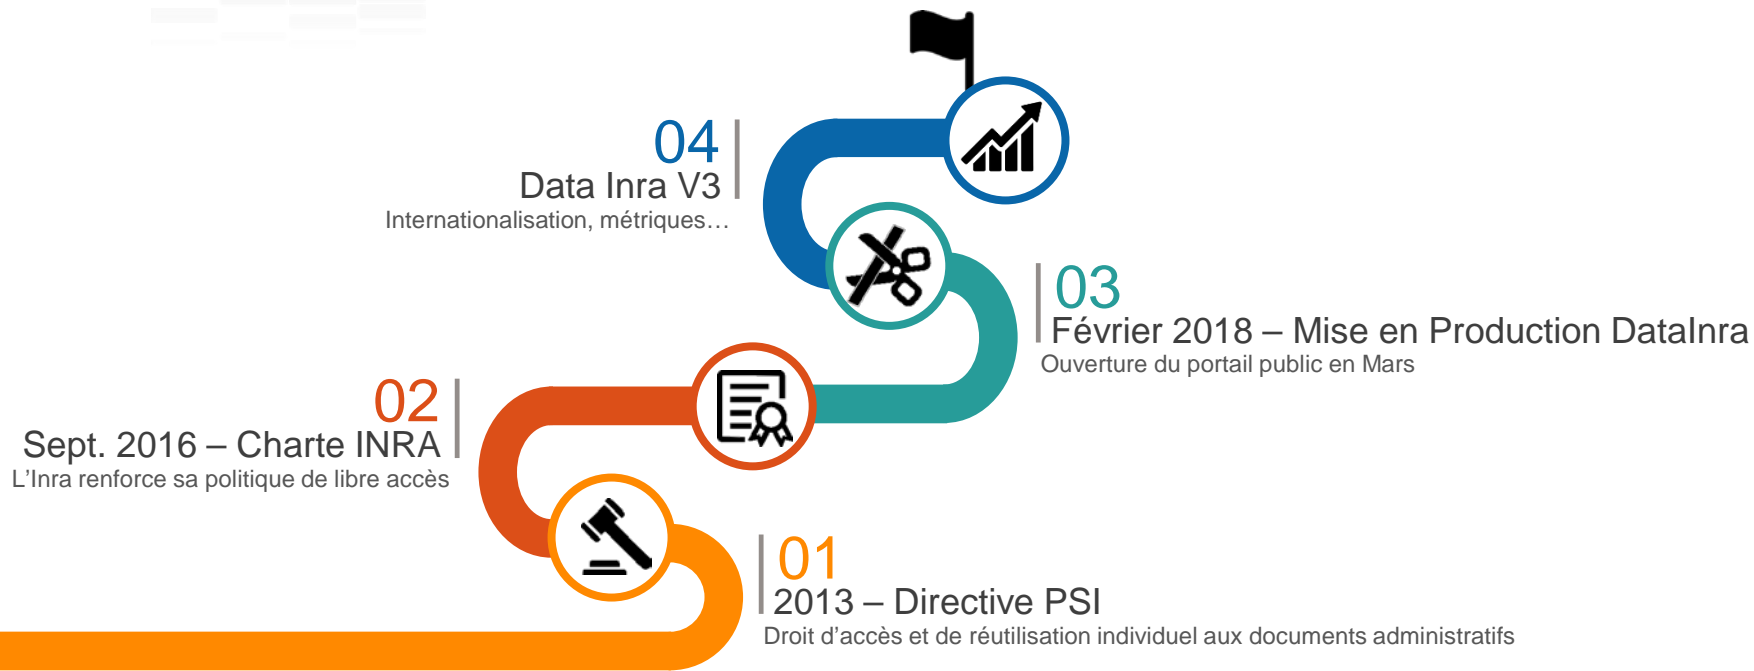 04
Data Inra V3
Internationalisation, métriques…
03
Février 2018 – Mise en Production DataInra
Ouverture du portail public en Mars
02
Sept. 2016 – Charte INRA
L’Inra renforce sa politique de libre accès
01
2013 – Directive PSI
Droit d’accès et de réutilisation individuel aux documents administratifs